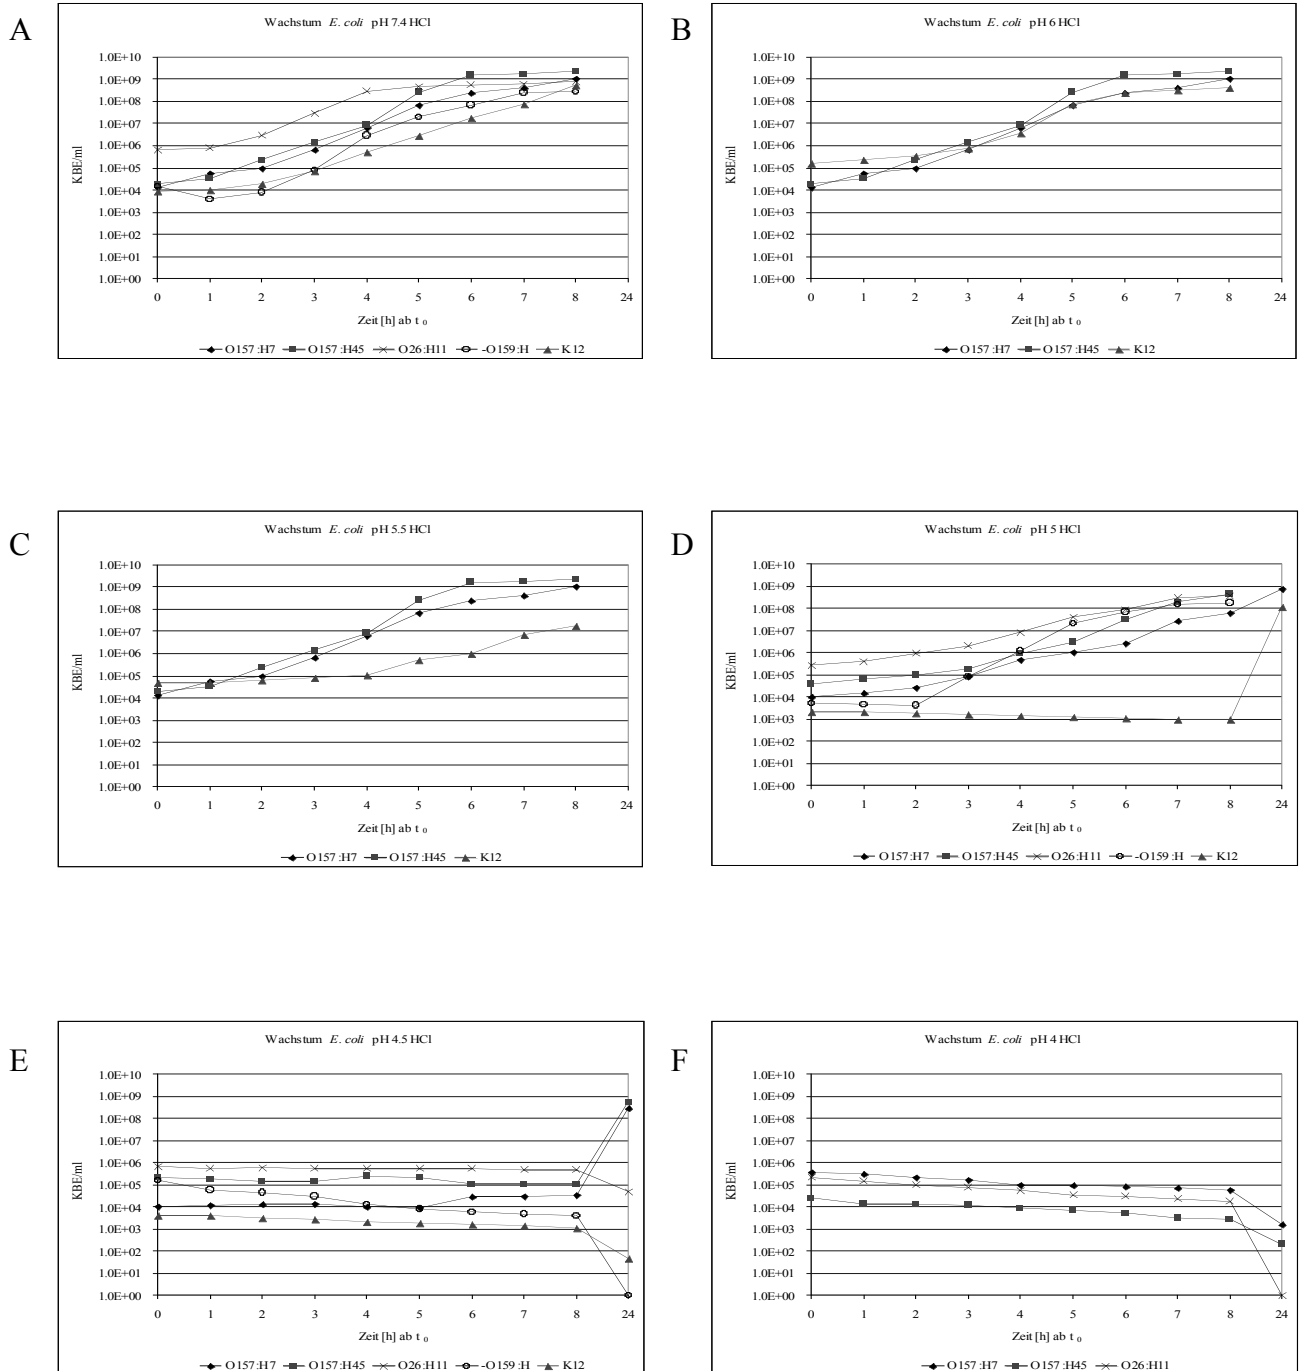 A
Wachstum E. coli pH 7.4 HCl
1.0E+10
1.0E+09
1.0E+08
1.0E+07
1.0E+06
1.0E+05
1.0E+04
1.0E+03
1.0E+02
1.0E+01
1.0E+00
KBE/ml
0 1 2 3 4 5 6 7 8 24
Zeit [h] ab t 0
O157:H7 O157:H45 O26:H11 -O159:H K12
B
Wachstum E. coli pH 6 HCl
1.0E+10
1.0E+09
1.0E+08
1.0E+07
1.0E+06
1.0E+05
1.0E+04
1.0E+03
1.0E+02
1.0E+01
1.0E+00
KBE/ml
0 1 2 3 4 5 6 7 8 24
Zeit [h] ab t 0
O157:H7 O157:H45 K12
C
Wachstum E. coli pH 5.5 HCl
1.0E+10
1.0E+09
1.0E+08
1.0E+07
1.0E+06
1.0E+05
1.0E+04
1.0E+03
1.0E+02
1.0E+01
1.0E+00
KBE/ml
0 1 2 3 4 5 6 7 8 24
Zeit [h] ab t 0
O157:H7 O157:H45 K12
D
Wachstum E. coli pH 5 HCl
1.0E+10
1.0E+09
1.0E+08
1.0E+07
1.0E+06
1.0E+05
1.0E+04
1.0E+03
1.0E+02
1.0E+01
1.0E+00
KBE/ml
0 1 2 3 4 5 6 7 8 24
Zeit [h] ab t 0
O157:H7 O157:H45 O26:H11 -O159:H K12
E
Wachstum E. coli pH 4.5 HCl
1.0E+10
1.0E+09
1.0E+08
1.0E+07
1.0E+06
1.0E+05
1.0E+04
1.0E+03
1.0E+02
1.0E+01
1.0E+00
KBE/ml
0 1 2 3 4 5 6 7 8 24
Zeit [h] ab t 0
O157:H7 O157:H45 O26:H11 -O159:H K12
F
Wachstum E. coli pH 4 HCl
1.0E+10
1.0E+09
1.0E+08
1.0E+07
1.0E+06
1.0E+05
1.0E+04
1.0E+03
1.0E+02
1.0E+01
1.0E+00
KBE/ml
0 1 2 3 4 5 6 7 8 24
Zeit [h] ab t 0
O157:H7 O157:H45 O26:H11